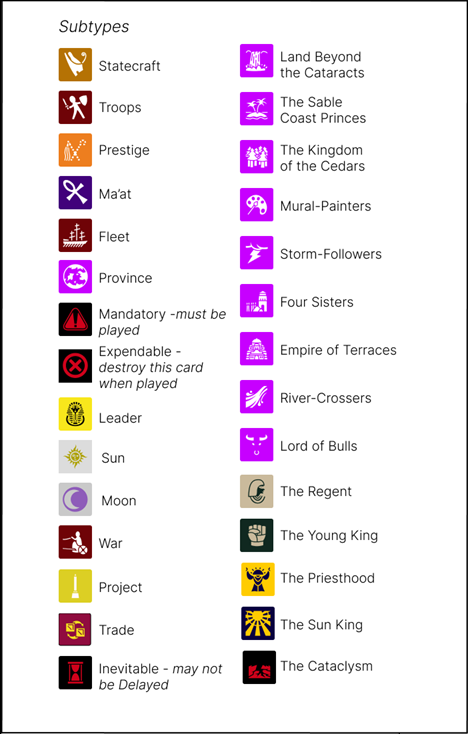 Subtypes
Statecraft
Troops
Prestige
Ma'at
Fleet
Province
Mandatory -must be
played
Expendable -
destroy this card
when played
Leader
Sun
Moon
War
Project
Trade
Inevitable - may not
be Delayed
Land Beyond
the Cataracts
The Sable
Coast Princes
The Kingdom
of the Cedars
Mural-Painters
Storm-Followers
Four Sisters
Empire of Terraces
River-Crossers
Lord of Bulls
The Regent
The Young King
The Priesthood
The Sun King
The Cataclysm